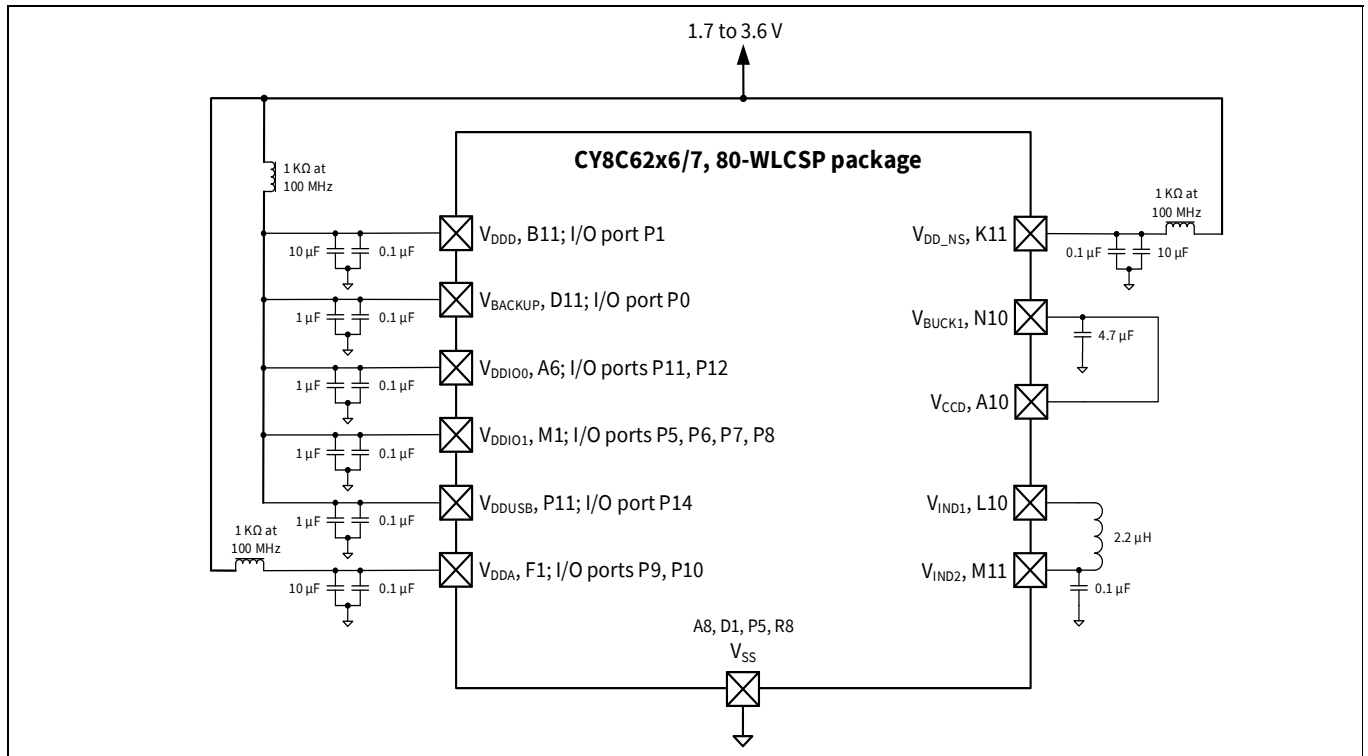 1.7 to 3.6 V
CY8C62x6/7, 80-WLCSP package
1 KΩ at
100 MHz
10 µF
0.1 µF
VDDD, B11; I/O port P1
1 µF
0.1 µF
VBACKUP, D11; I/O port P0
1 µF
0.1 µF
VDDIO0, A6; I/O ports P11, P12
1 µF
0.1 µF
VDDIO1, M1; I/O ports P5, P6, P7, P8
1 µF
0.1 µF
VDDUSB, P11; I/O port P14
1 KΩ at
100 MHz
10 µF
0.1 µF
VDDA, F1; I/O ports P9, P10
1 KΩ at
100 MHz
VDD_NS, K11
0.1 µF
10 µF
VBUCK1, N10
4.7 µF
VCCD, A10
VIND1, L10
2.2 µH
VIND2, M11
0.1 µF
A8, D1, P5, R8
VSS